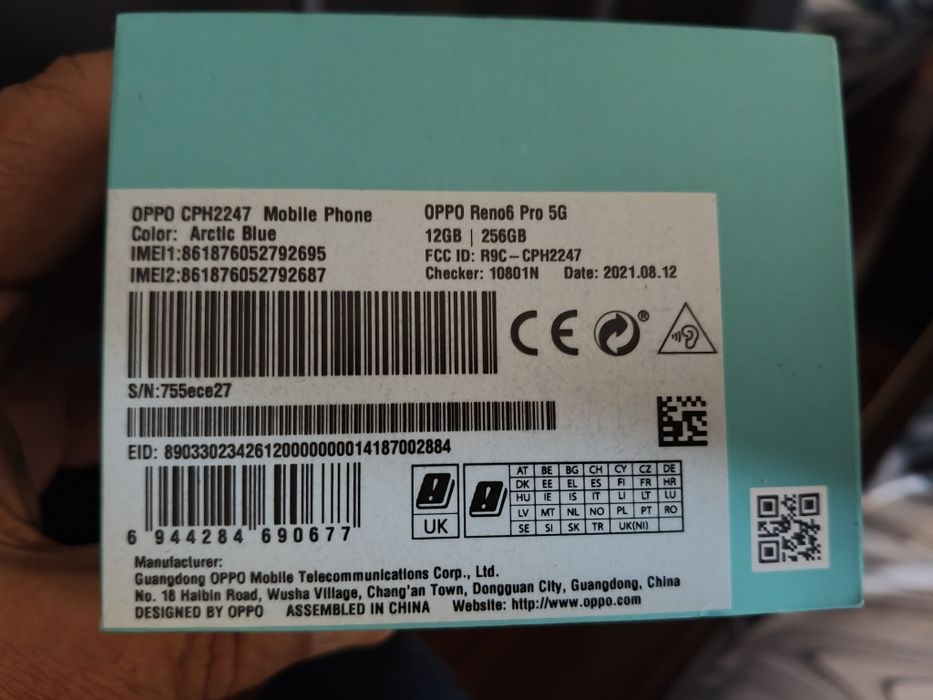 OPPO CPH2247 Mobile Phone
Color: Arctic Blue
IMEI1:861876052792695
IMEI2:861876052792687
OPPO Reno6 Pro 5G
12GB | 256GB
FCC ID: R9C-CPH2247
Checker: 10801N Date: 2021.08.12
CE
®
S/N:755ece27
EID: 89033023426120000000014187002884
6 944284 690677
UK
AT BE BG CH CY CZ DE
DK EE EL ES FI FR HR
HU IE IS IT LI LT LU
LV MT NL NO PL PT RO
SE SI SK TR UK(NI)
Manufacturer:
Guangdong OPPO Mobile Telecommunications Corp., Ltd.
No. 18 Haibin Road, Wusha Village, Chang'an Town, Dongguan City, Guangdong, China
DESIGNED BY OPPO ASSEMBLED IN CHINA Website: http://www.oppo.com